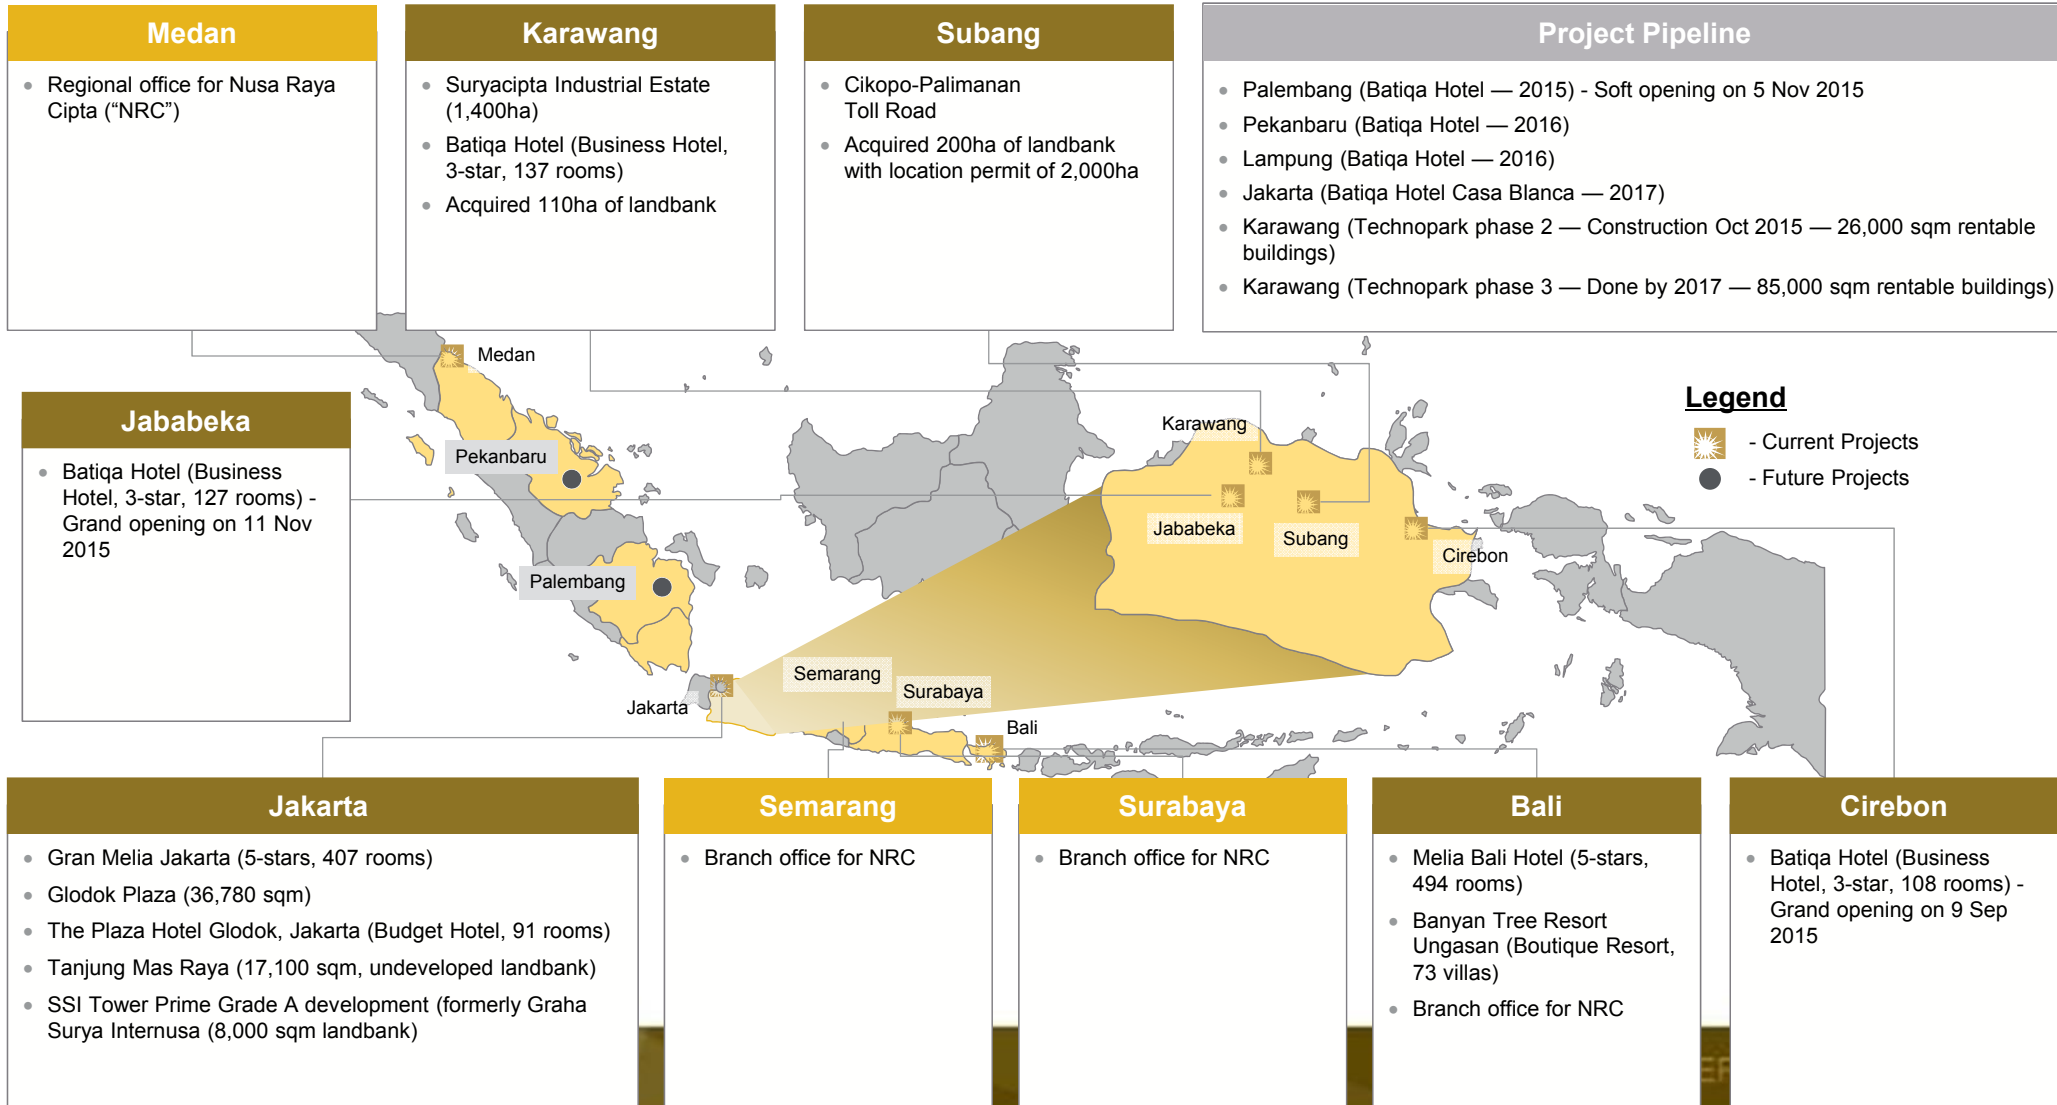 Medan
• Regional office for Nusa Raya
Cipta (“NRC”)
Karawang
• Suryacipta Industrial Estate
(1,400ha)
• Batiqa Hotel (Business Hotel,
3-star, 137 rooms)
• Acquired 110ha of landbank
Subang
• Cikopo-Palimanan
Toll Road
• Acquired 200ha of landbank
with location permit of 2,000ha
Project Pipeline
• Palembang (Batiqa Hotel — 2015) - Soft opening on 5 Nov 2015
• Pekanbaru (Batiqa Hotel — 2016)
• Lampung (Batiqa Hotel — 2016)
• Jakarta (Batiqa Hotel Casa Blanca — 2017)
• Karawang (Technopark phase 2 — Construction Oct 2015 — 26,000 sqm rentable
buildings)
• Karawang (Technopark phase 3 — Done by 2017 — 85,000 sqm rentable buildings)
Jababeka
• Batiqa Hotel (Business
Hotel, 3-star, 127 rooms) -
Grand opening on 11 Nov
2015
Medan
Pekanbaru
Palembang
Jakarta
Semarang
Surabaya
Bali
Karawang
Jababeka
Subang
Cirebon
Legend
- Current Projects
- Future Projects
Jakarta
• Gran Melia Jakarta (5-stars, 407 rooms)
• Glodok Plaza (36,780 sqm)
• The Plaza Hotel Glodok, Jakarta (Budget Hotel, 91 rooms)
• Tanjung Mas Raya (17,100 sqm, undeveloped landbank)
• SSI Tower Prime Grade A development (formerly Graha
Surya Internusa (8,000 sqm landbank)
Semarang
• Branch office for NRC
Surabaya
• Branch office for NRC
Bali
• Melia Bali Hotel (5-stars,
494 rooms)
• Banyan Tree Resort
Ungasan (Boutique Resort,
73 villas)
• Branch office for NRC
Cirebon
• Batiqa Hotel (Business
Hotel, 3-star, 108 rooms) -
Grand opening on 9 Sep
2015